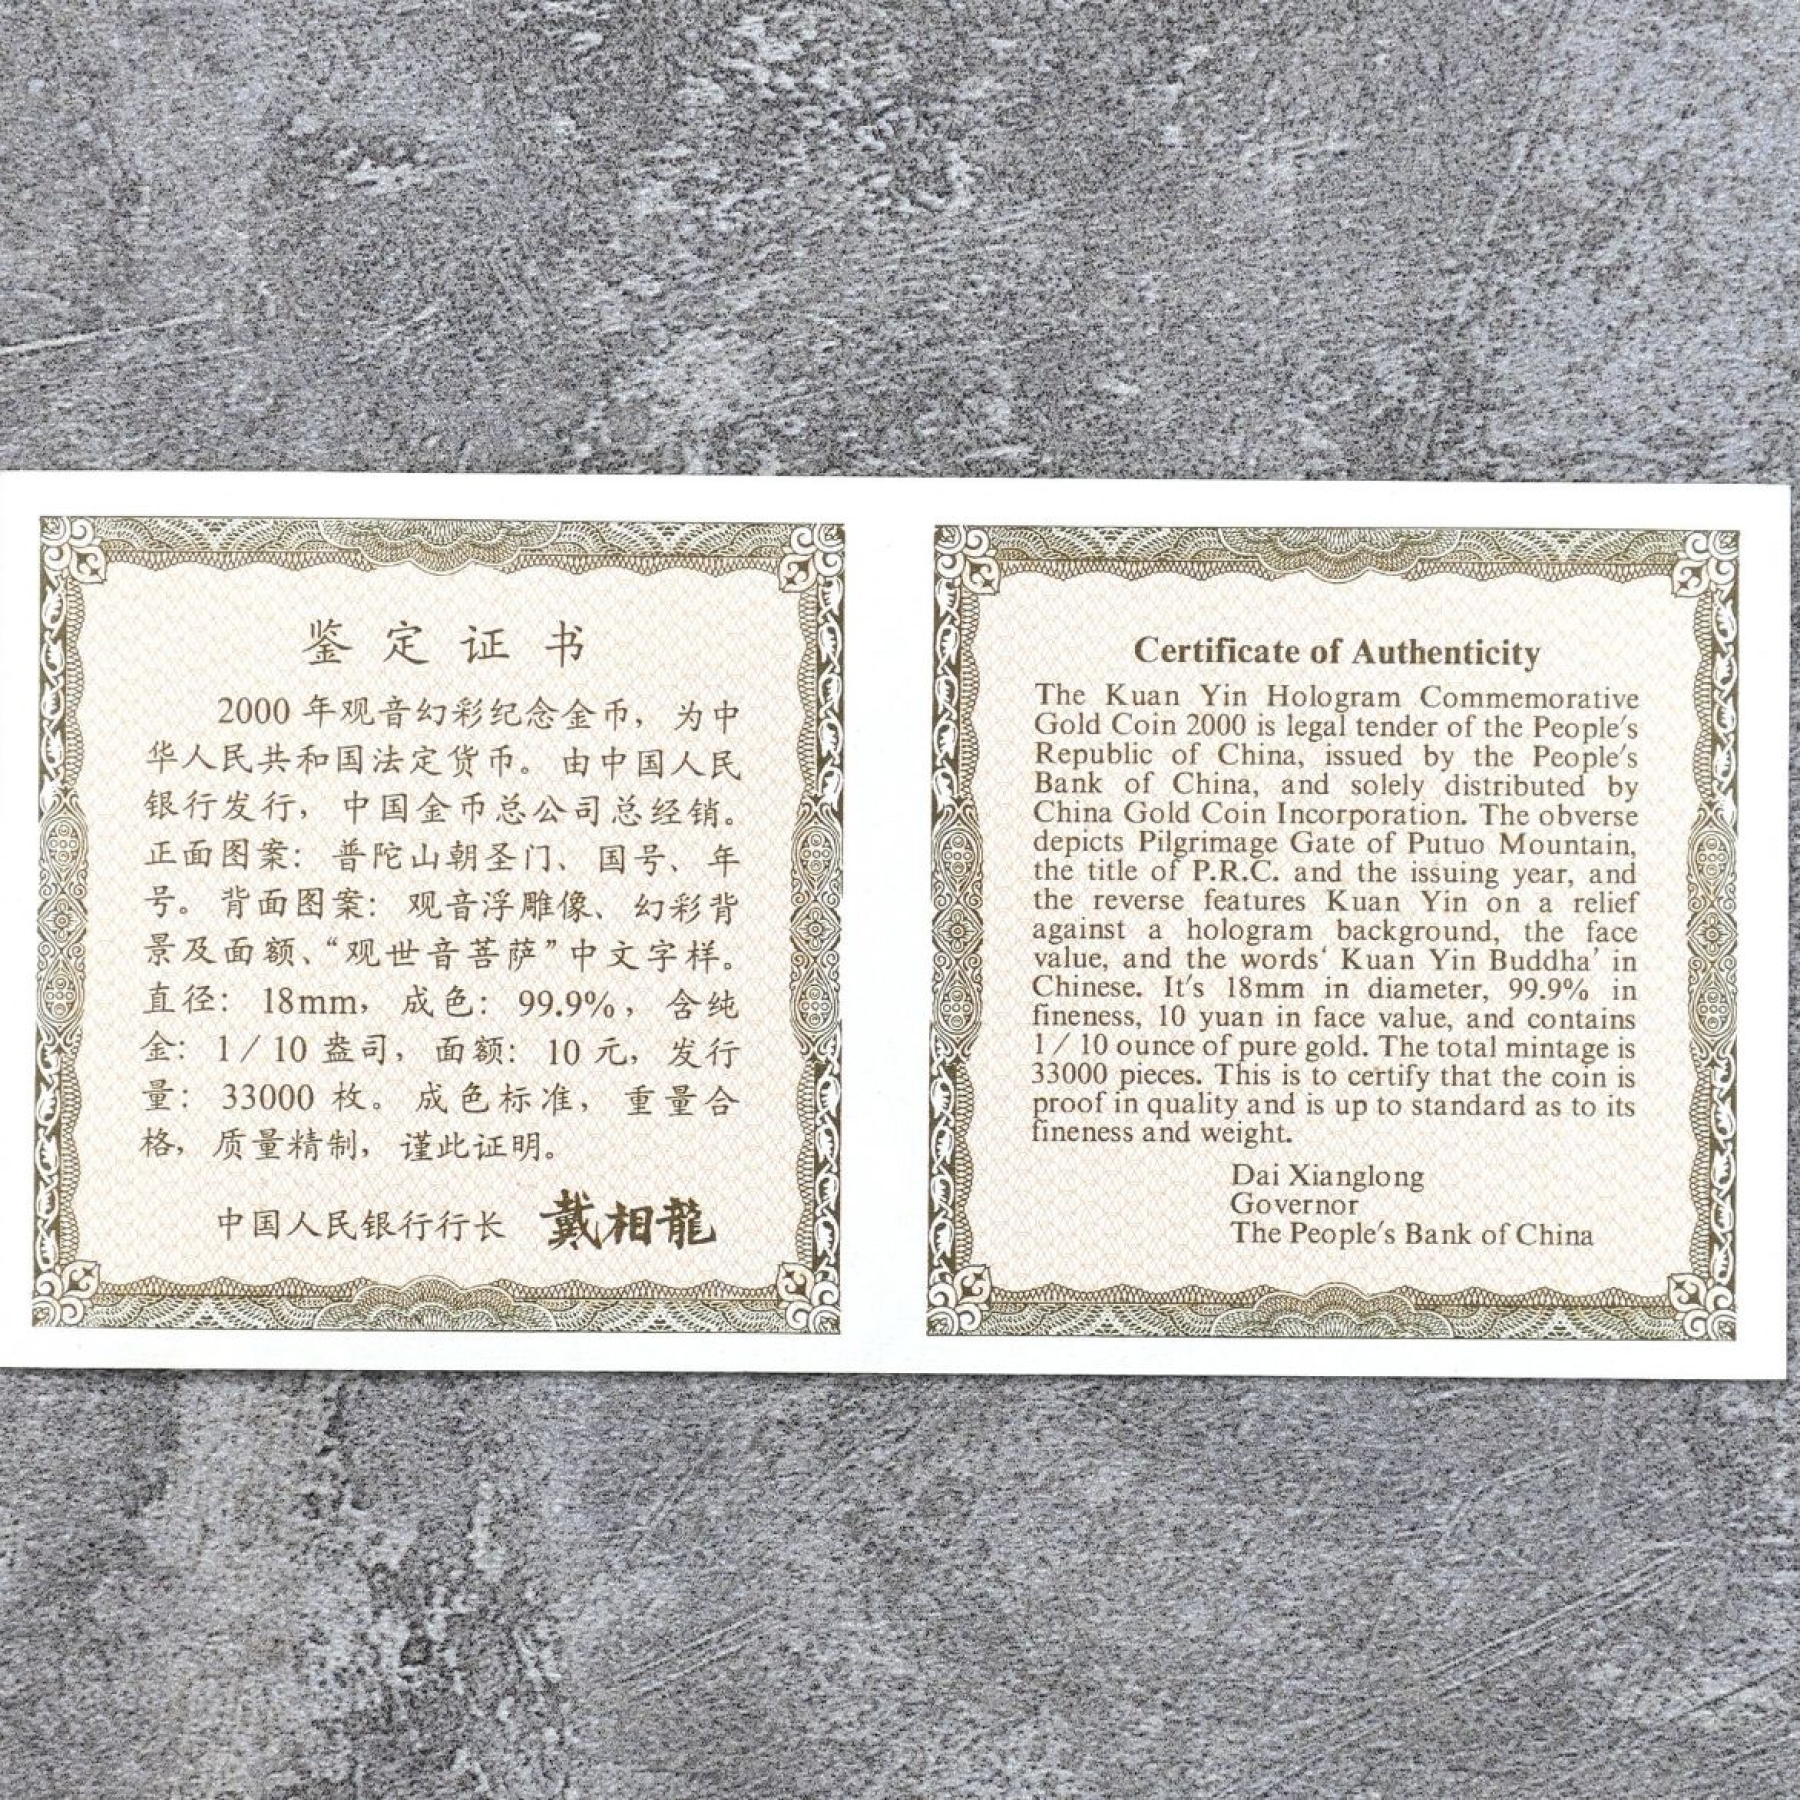 鉴定证书
2000年观音幻彩纪念金币，为中
华人民共和国法定货币。由中国人民
银行发行，中国金币总公司总经销。
正面图案：普陀山朝圣门、国号、年
号。背面图案：观音浮雕像、幻彩背
景及面额、“观世音菩萨”中文字样。
直径：18mm，成色：99.9%，含纯
金：1/10盎司，面额：10元，发行
量：33000枚。成色标准，重量合
格，质量精制，谨此证明。
中国人民银行行长 戴相龍
Certificate of Authenticity
The Kuan Yin Hologram Commemorative
Gold Coin 2000 is legal tender of the People's
Republic of China, issued by the People's
Bank of China, and solely distributed by
China Gold Coin Incorporation. The obverse
depicts Pilgrimage Gate of Putuo Mountain,
the title of P.R.C. and the issuing year, and
the reverse features Kuan Yin on a relief
against a hologram background, the face
value, and the words‘ Kuan Yin Buddha’ in
Chinese. It's 18mm in diameter, 99.9% in
fineness, 10 yuan in face value, and contains
1/10 ounce of pure gold. The total mintage is
33000 pieces. This is to certify that the coin is
proof in quality and is up to standard as to its
fineness and weight.
Dai Xianglong
Governor
The People's Bank of China